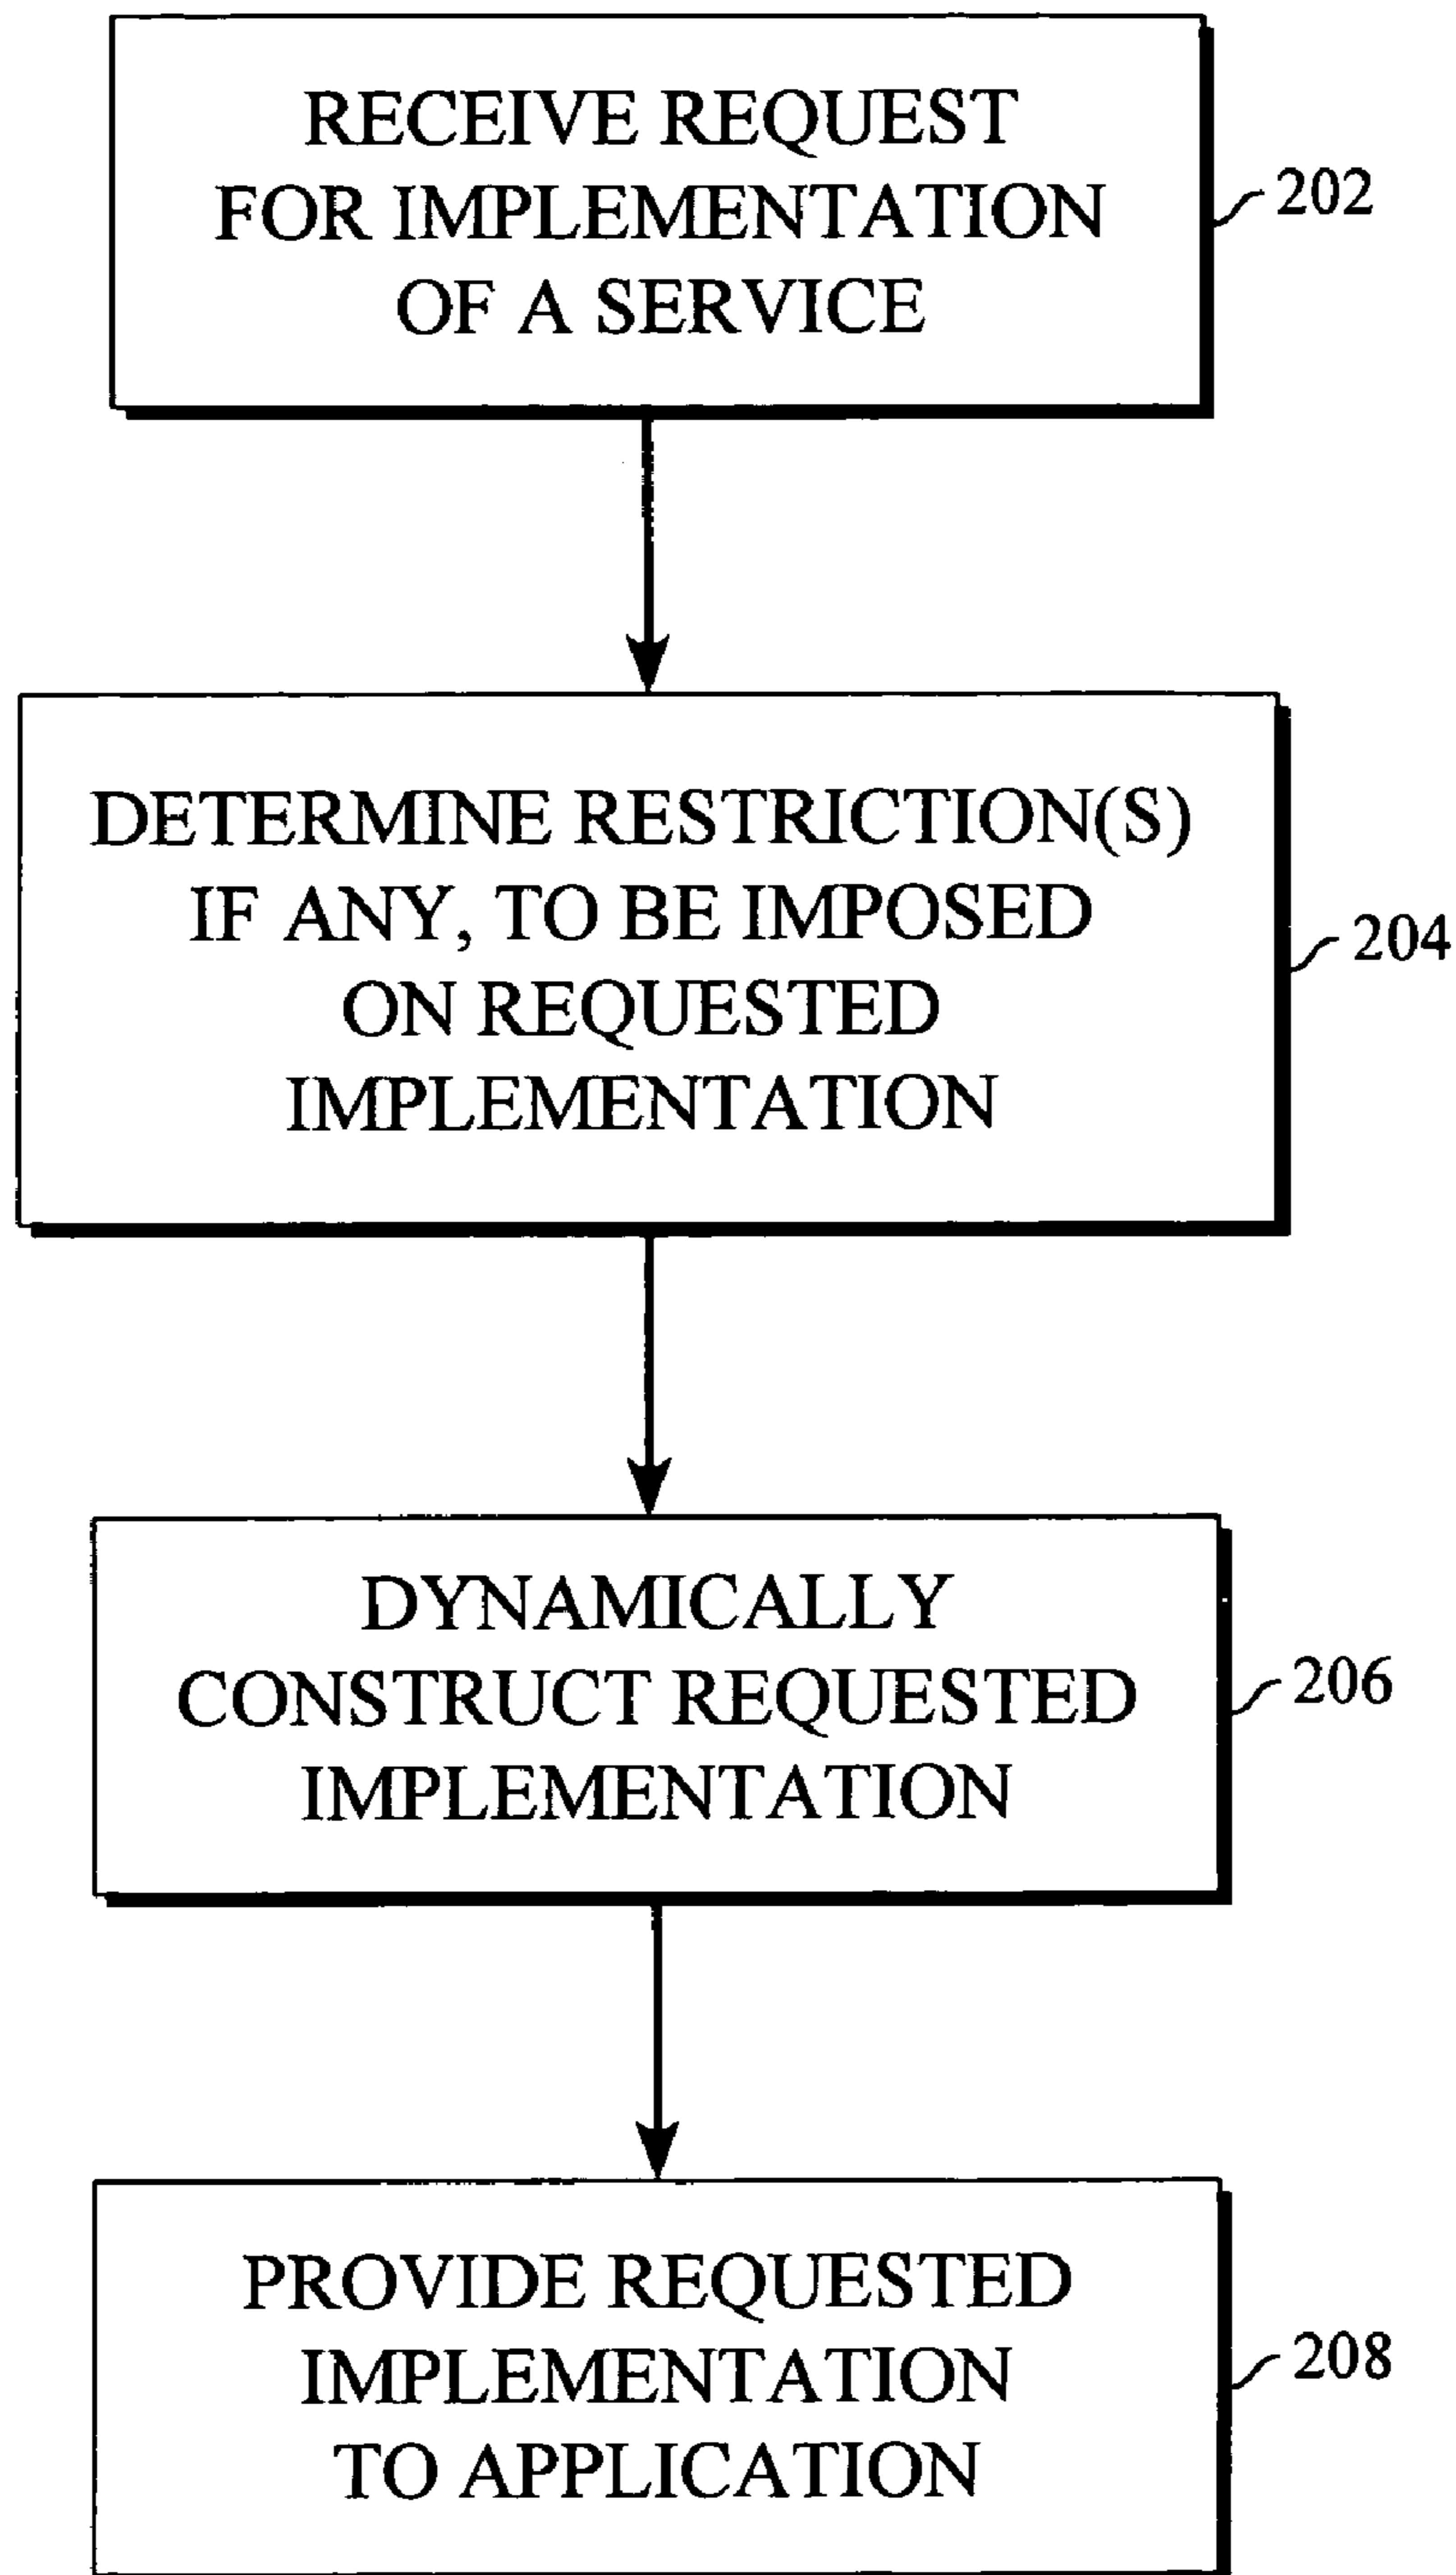 RECEIVE REQUEST
FOR IMPLEMENTATION
OF A SERVICE
202
DETERMINE RESTRICTION(S)
IF ANY, TO BE IMPOSED
ON REQUESTED
IMPLEMENTATION
204
DYNAMICALLY
CONSTRUCT REQUESTED
IMPLEMENTATION
206
PROVIDE REQUESTED
IMPLEMENTATION
TO APPLICATION
208